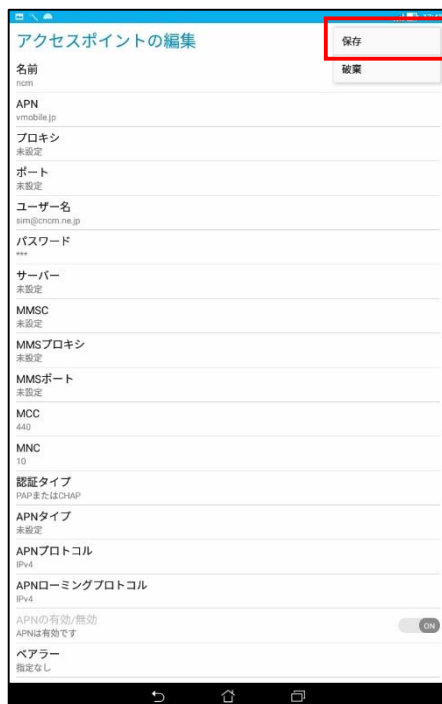 アクセスポイントの編集
保存
破棄
名前
ncm
APN
vmobile.jp
プロキシ
未設定
ポート
未設定
ユーザー名
sim@cncm.ne.jp
パスワード
***
サーバー
未設定
MMSC
未設定
MMSプロキシ
未設定
MMSポート
未設定
MCC
440
MNC
10
認証タイプ
PAPまたはCHAP
APNタイプ
未設定
APNプロトコル
IPv4
APNローミングプロトコル
IPv4
APNの有効/無効
APNは有効です
ON
ベアラー
指定なし